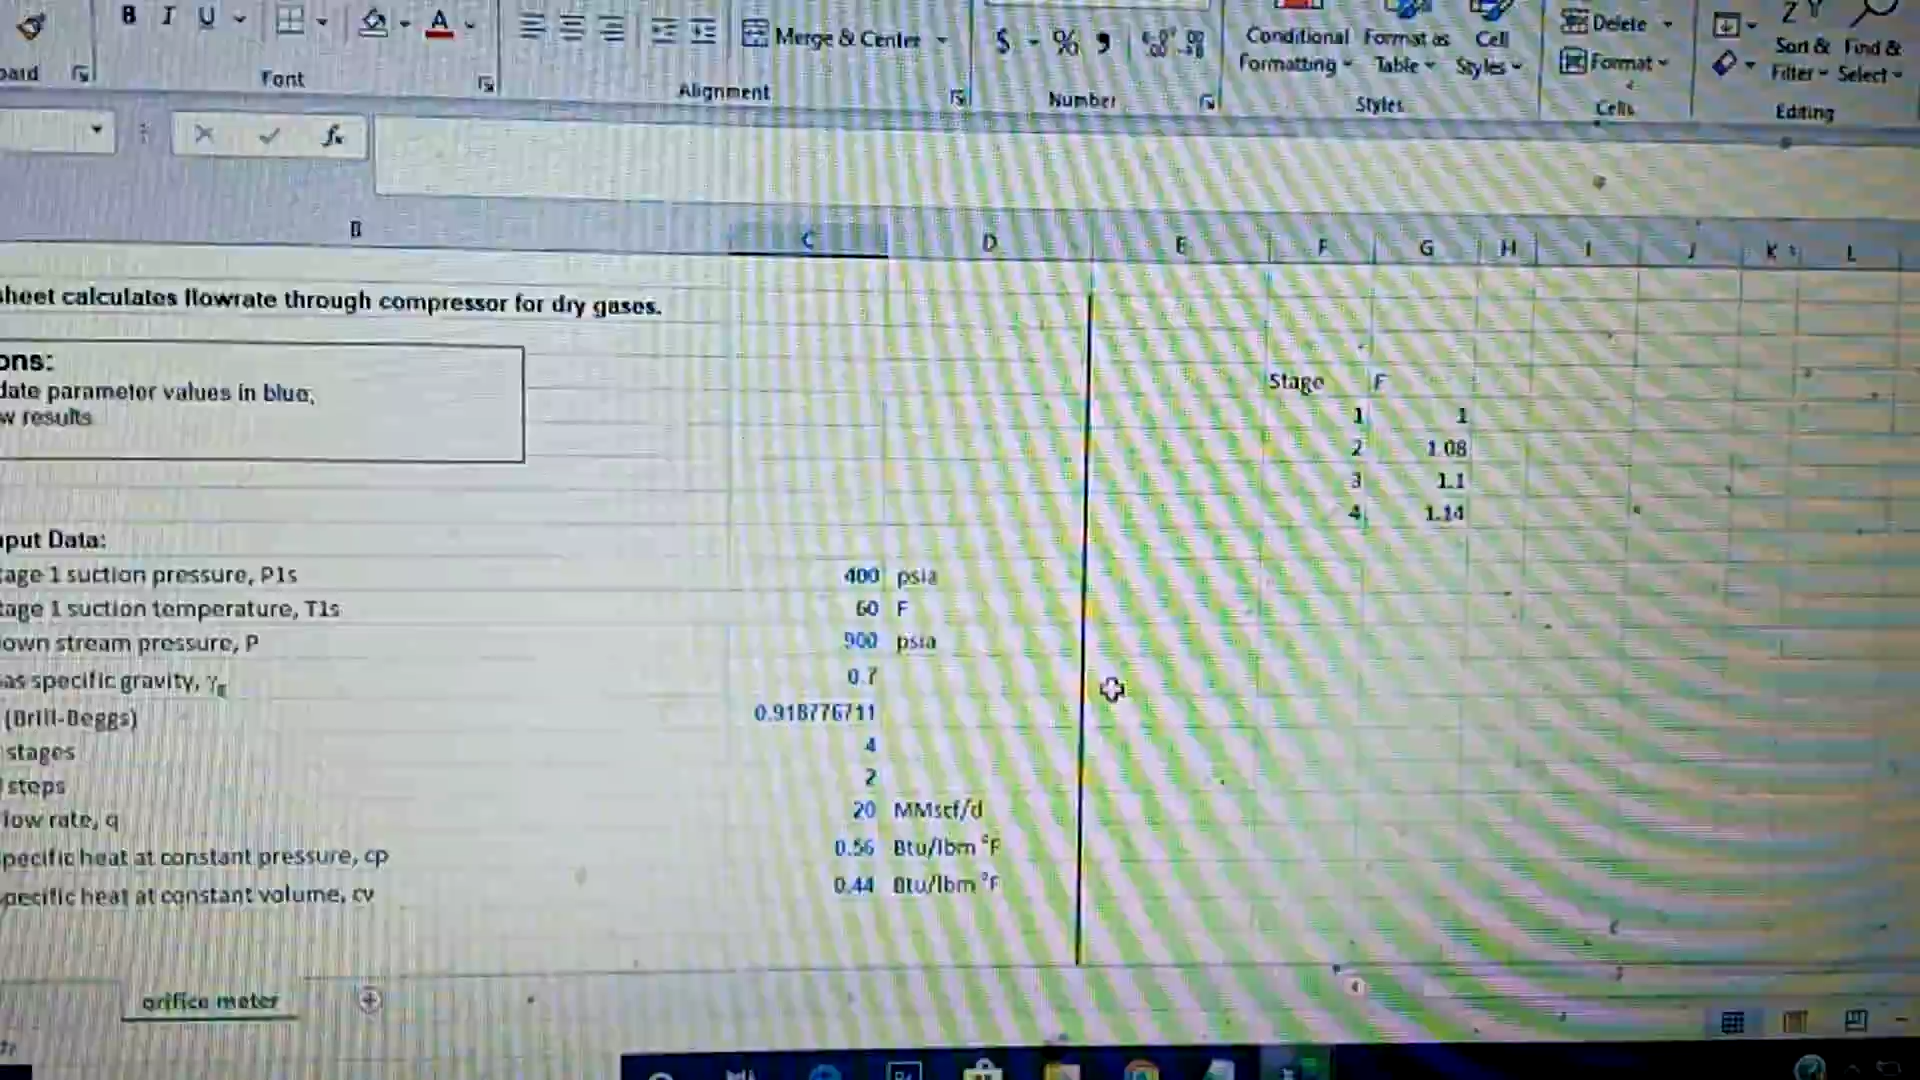 B I U A
Merge & Center
$ % ,
Conditional Format as Cell
Formatting Table Styles
Delete
Format
Sort & Find &
Filter Select
Font
Alignment
Number
Styles
Cells
Editing
fx
B C D E F G H I J K L
sheet calculates flowrate through compressor for dry gases.
ons:
date parameter values in blue,
w results
Stage F
1 1
2 1.08
3 1.1
4 1.14
nput Data:
tage 1 suction pressure, P1s 400 psia
tage 1 suction temperature, T1s 60 F
own stream pressure, P 900 psia
as specific gravity, γg 0.7
(Brill-Beggs) 0.918776711
stages 4
steps 2
low rate, q 20 MMscf/d
pecific heat at constant pressure, cp 0.56 Btu/lbm °F
pecific heat at constant volume, cv 0.44 Btu/lbm °F
orifice meter